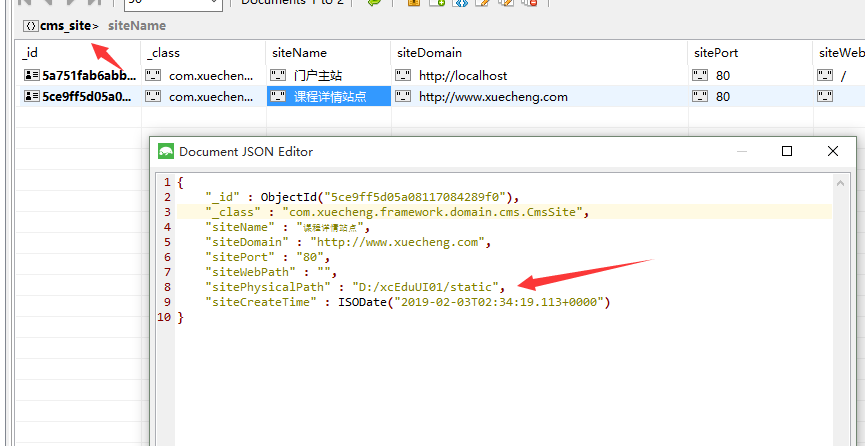 50 Documents 1 to 2
cms_site> siteName
_id _class siteName siteDomain sitePort siteWeb
5a751fab6abb... com.xuechen... 门户主站 http://localhost 80 /
5ce9ff5d05a0... com.xuechen... 课程详情站点 http://www.xuecheng.com 80
Document JSON Editor
1 {
2 "_id" : ObjectId("5ce9ff5d05a08117084289f0"),
3 "_class" : "com.xuecheng.framework.domain.cms.CmsSite",
4 "siteName" : "课程详情站点",
5 "siteDomain" : "http://www.xuecheng.com",
6 "sitePort" : "80",
7 "siteWebPath" : "",
8 "sitePhysicalPath" : "D:/xcEduUI01/static",
9 "siteCreateTime" : ISODate("2019-02-03T02:34:19.113+0000")
10 }